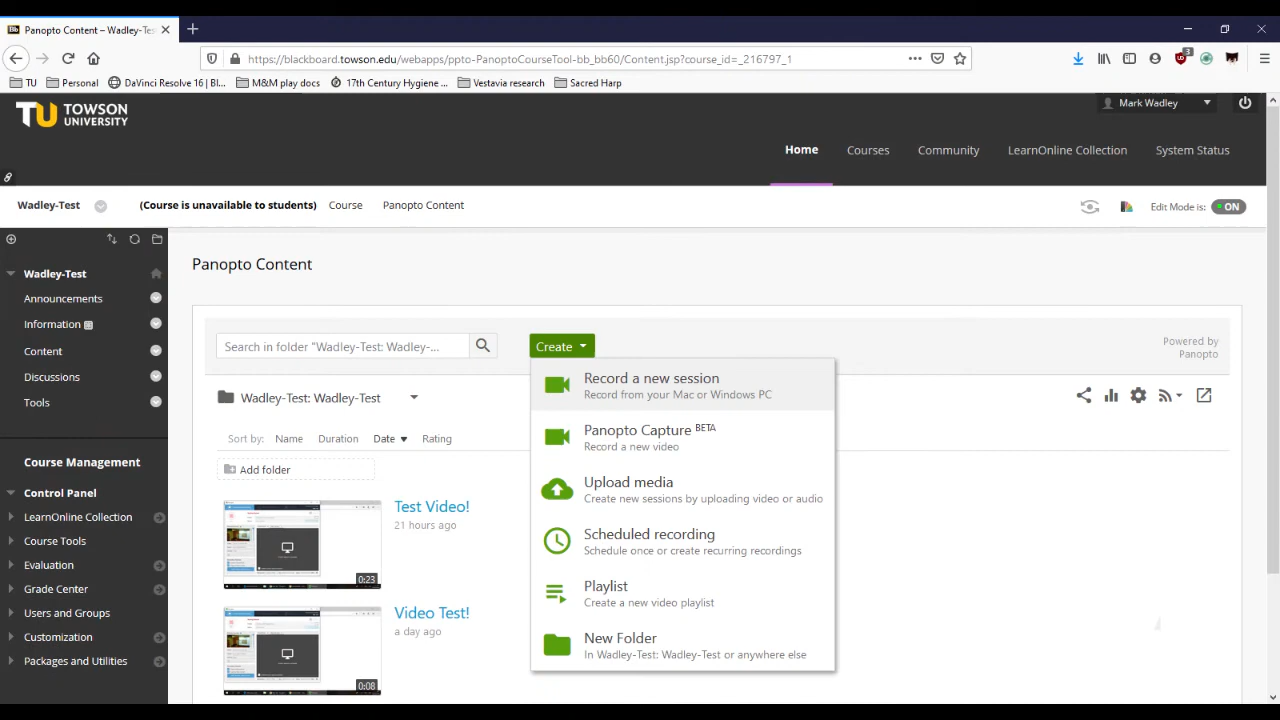 Panopto Content – Wadley-Tes
https://blackboard.towson.edu/webapps/ppto-PanoptoCourseTool-bb_bb60/Content.jsp?course_id=_216797_1
3
TU
Personal
DaVinci Resolve 16 | Bl...
M&M play docs
17th Century Hygiene ...
Vestavia research
Sacred Harp
TU TOWSON UNIVERSITY
Mark Wadley
Home
Courses
Community
LearnOnline Collection
System Status
Wadley-Test
(Course is unavailable to students)
Course
Panopto Content
Edit Mode is:
ON
Wadley-Test
Announcements
Information
Content
Discussions
Tools
Course Management
Control Panel
LearnOnline Collection
Course Tools
Evaluation
Grade Center
Users and Groups
Customization
Packages and Utilities
Panopto Content
Search in folder "Wadley-Test: Wadley-...
Create
Powered by
Panopto
Wadley-Test: Wadley-Test
Sort by:
Name
Duration
Date
Rating
Add folder
Test Video!
21 hours ago
0:23
Video Test!
a day ago
0:08
Record a new session
Record from your Mac or Windows PC
Panopto Capture BETA
Record a new video
Upload media
Create new sessions by uploading video or audio
Scheduled recording
Schedule once or create recurring recordings
Playlist
Create a new video playlist
New Folder
In Wadley-Test: Wadley-Test or anywhere else